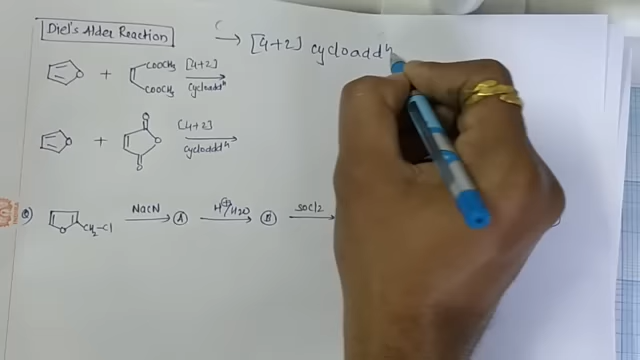 Diel's Alder Reaction
C → [4+2] cycloaddⁿ
O + COOCH3 COOCH3 [4+2] cycloaddⁿ
O + O O O [4+2] cycloaddⁿ
Q) O CH2-Cl NaCN A H⊕/H2O B SOCl2